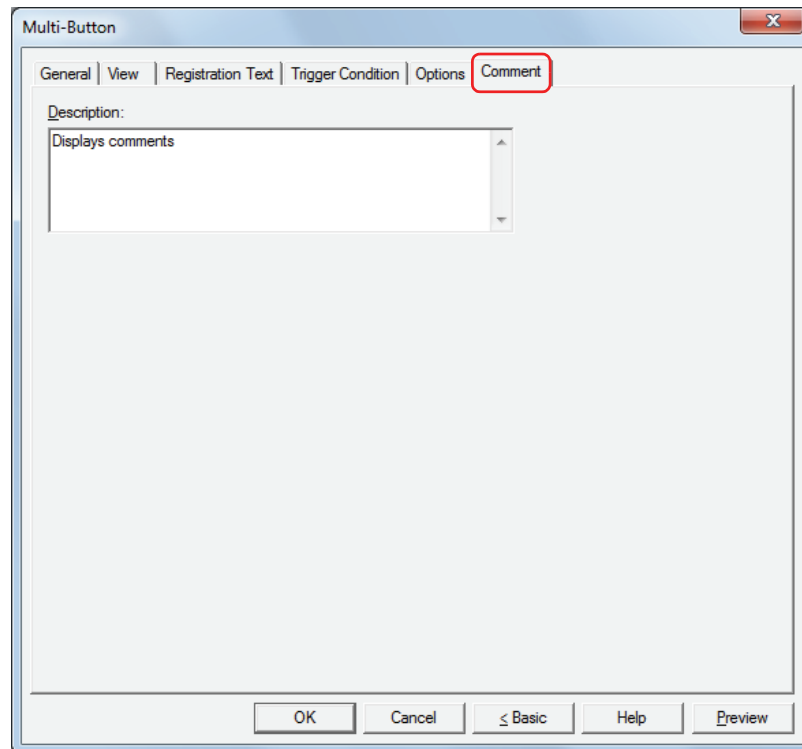 Multi-Button
X
General View Registration Text Trigger Condition Options Comment
Description:
Displays comments
OK Cancel < Basic Help Preview